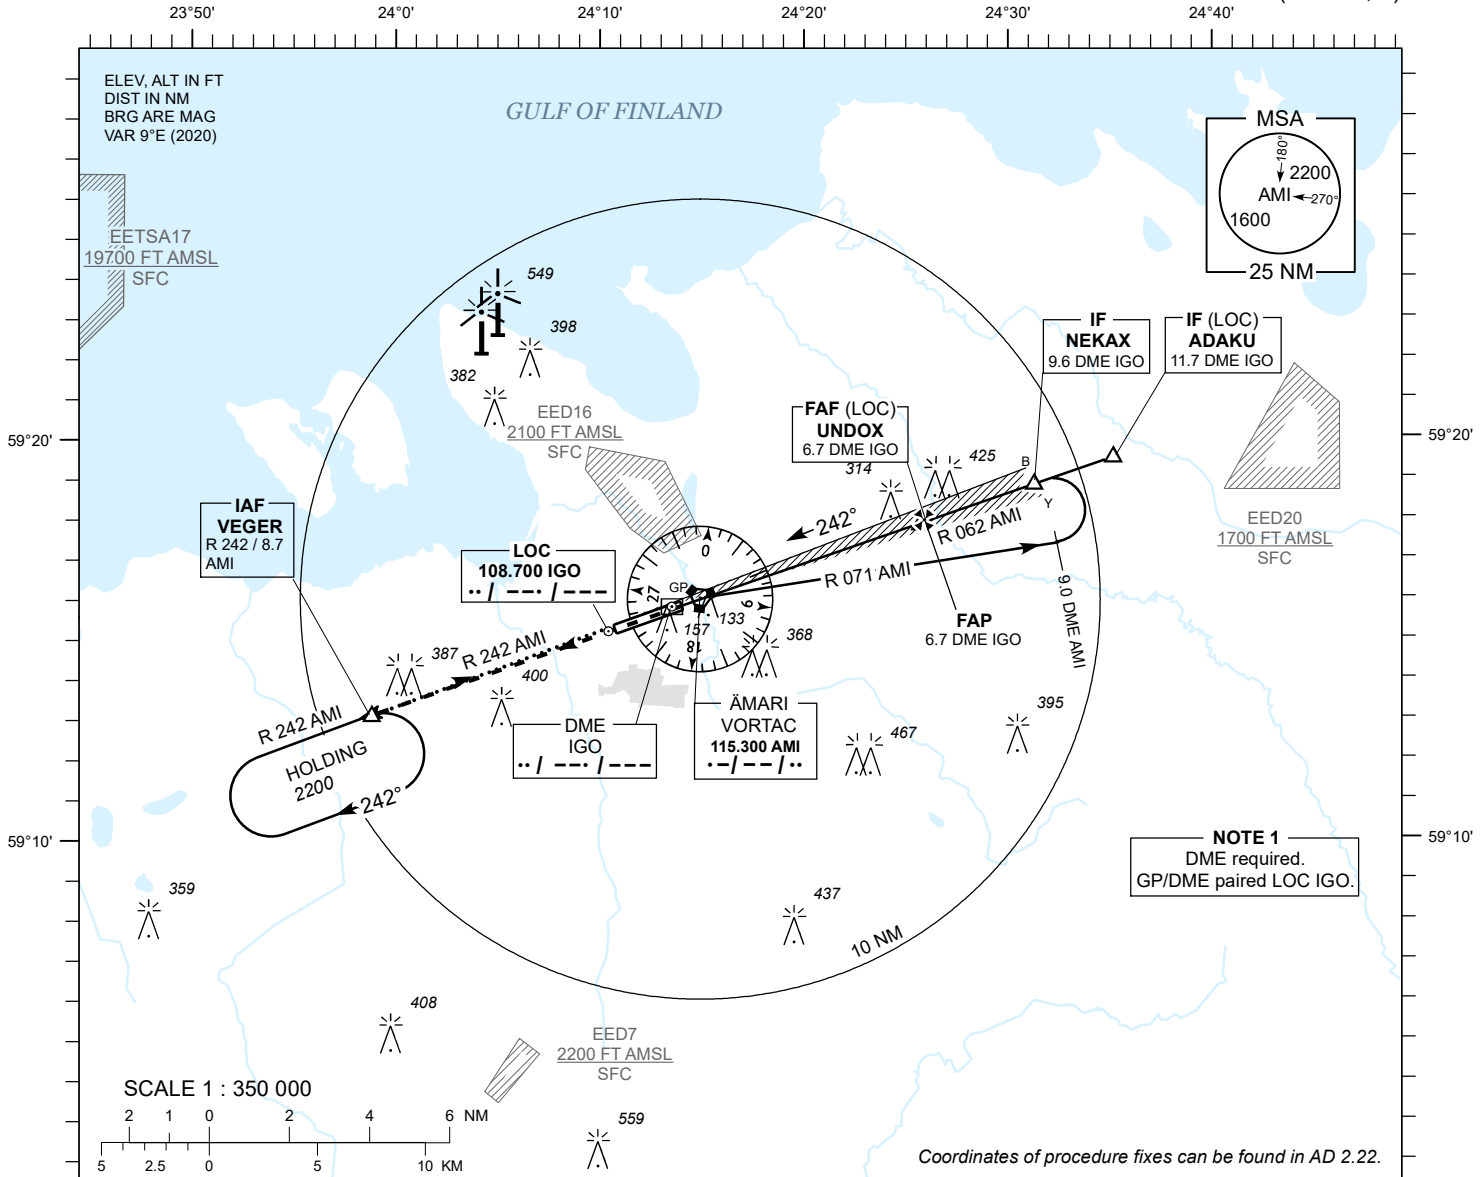 23°50'
24°0'
24°10'
24°20'
24°30'
24°40'
ELEV, ALT IN FT
DIST IN NM
BRG ARE MAG
VAR 9°E (2020)
GULF OF FINLAND
MSA
180°
2200
AMI
270°
1600
25 NM
EETSA17
19700 FT AMSL
SFC
549
398
382
EED16
2100 FT AMSL
SFC
IF
NEKAX
9.6 DME IGO
IF (LOC)
ADAKU
11.7 DME IGO
FAF (LOC)
UNDOX
6.7 DME IGO
314
425
B
Y
59°20'
59°20'
IAF
VEGER
R 242 / 8.7
AMI
LOC
108.700 IGO
·· / –·– · / – – –
242°
R 062 AMI
R 071 AMI
EED20
1700 FT AMSL
SFC
0
9
18
27
GP
133
157
368
FAP
6.7 DME IGO
9.0 DME AMI
387
R 242 AMI
400
R 242 AMI
HOLDING
2200
242°
DME
IGO
·· / – – · / – – –
ÄMARI
VORTAC
115.300 AMI
· – / – – / ··
467
395
59°10'
59°10'
NOTE 1
DME required.
GP/DME paired LOC IGO.
359
437
10 NM
408
EED7
2200 FT AMSL
SFC
559
SCALE 1 : 350 000
2 1 0 2 4 6 NM
5 2.5 0 5 10 KM
Coordinates of procedure fixes can be found in AD 2.22.